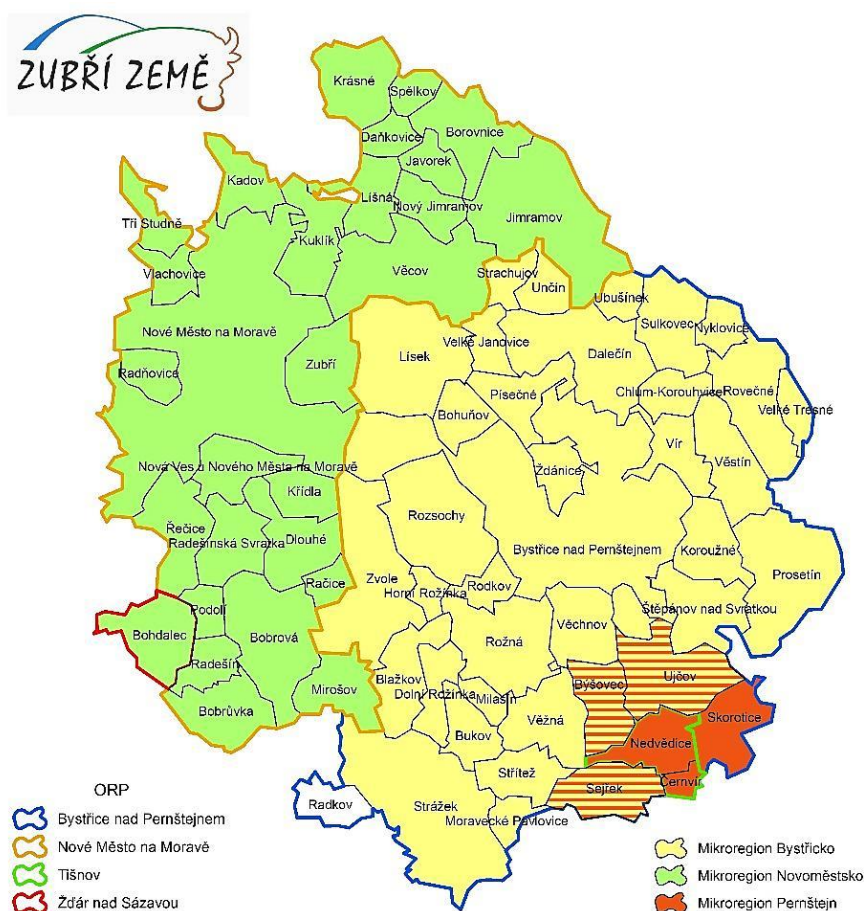 ZUBŘÍ ZEMĚ
Krásné
Spělkov
Daňkovice
Borovnice
Javorek
Kadov
Líšná
Nový Jimramov
Jimramov
Tři Studně
Kuklík
Vlachovice
Věcov
Strachujov
Unčín
Ubušínek
Nové Město na Moravě
Sulkovec
Nyklovice
Lísek
Velké Janovice
Dalečín
Zubří
Radňovice
Písečné
Chlum-Korouhvice
Rovečné
Velké Tresné
Bohuňov
Vír
Věstín
Nová Ves u Nového Města na Moravě
Ždánice
Křídla
Rozsochy
Řečice
Radešínská Svratka
Dlouhé
Bystřice nad Pernštejnem
Koroužné
Zvole
Prosetín
Račice
Rodkov
Horní Rožínka
Podolí
Štěpánov nad Svratkou
Věchnov
Bohdalec
Bobrová
Rožná
Radešín
Blažkov
Ujčov
Mirošov
Býšovec
Dolní Rožínka
Milasín
Bobrůvka
Věžná
Skorotice
Bukov
Nedvědice
Střítež
Černvír
Sejřek
ORP
Radkov
Strážek
Moravecké Pavlovice
Bystřice nad Pernštejnem
Nové Město na Moravě
Tišnov
Žďár nad Sázavou
Mikroregion Bystřicko
Mikroregion Novoměstsko
Mikroregion Pernštejn